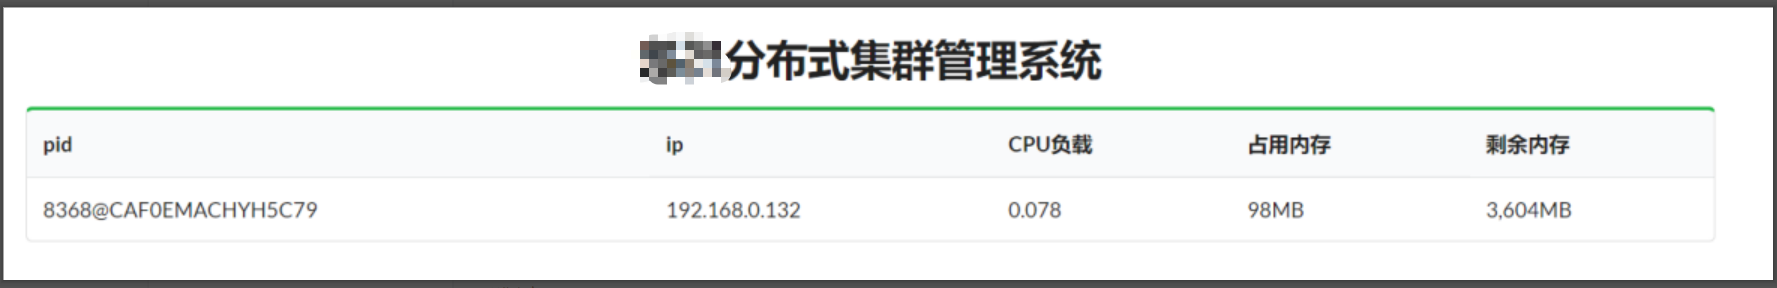 分布式集群管理系统
pid ip CPU负载 占用内存 剩余内存
8368@CAF0EMACHYH5C79 192.168.0.132 0.078 98MB 3,604MB